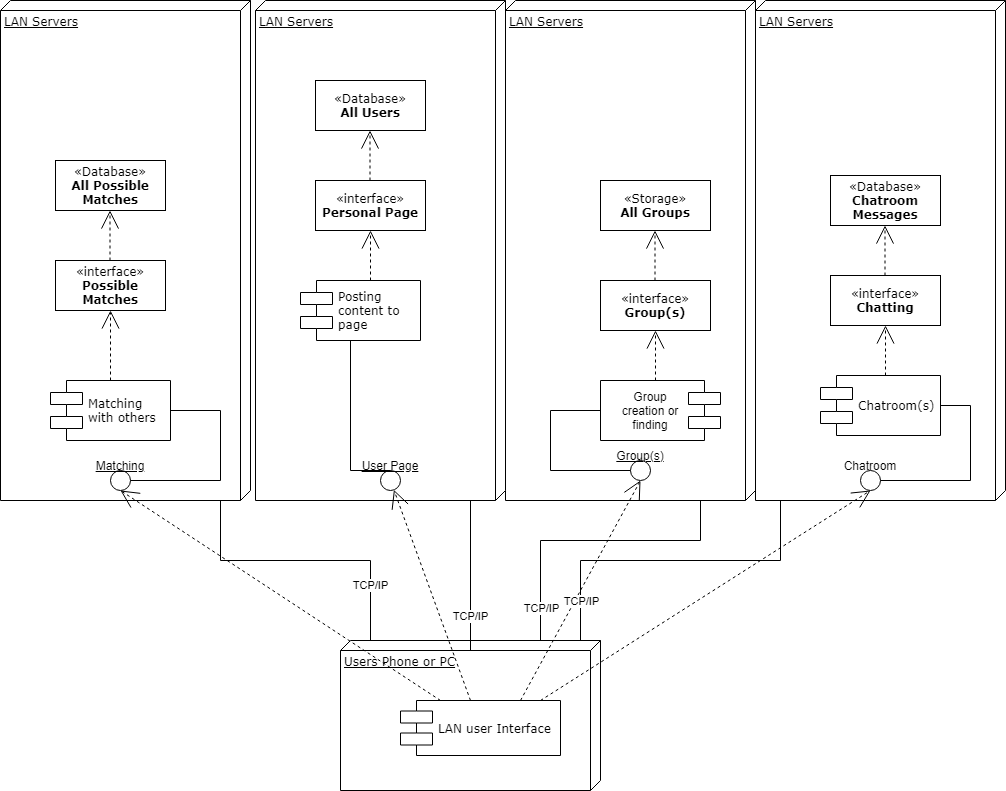 LAN Servers
«Database»
All Possible
Matches
«interface»
Possible
Matches
Matching
with others
Matching
LAN Servers
«Database»
All Users
«interface»
Personal Page
Posting
content to
page
User Page
LAN Servers
«Storage»
All Groups
«interface»
Group(s)
Group
creation or
finding
Group(s)
LAN Servers
«Database»
Chatroom
Messages
«interface»
Chatting
Chatroom(s)
Chatroom
TCP/IP
TCP/IP
TCP/IP
TCP/IP
Users Phone or PC
LAN user Interface